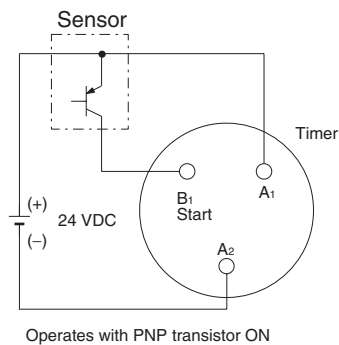 Sensor
Timer
B1
Start
A1
(+)
24 VDC
(−)
A2
Operates with PNP transistor ON